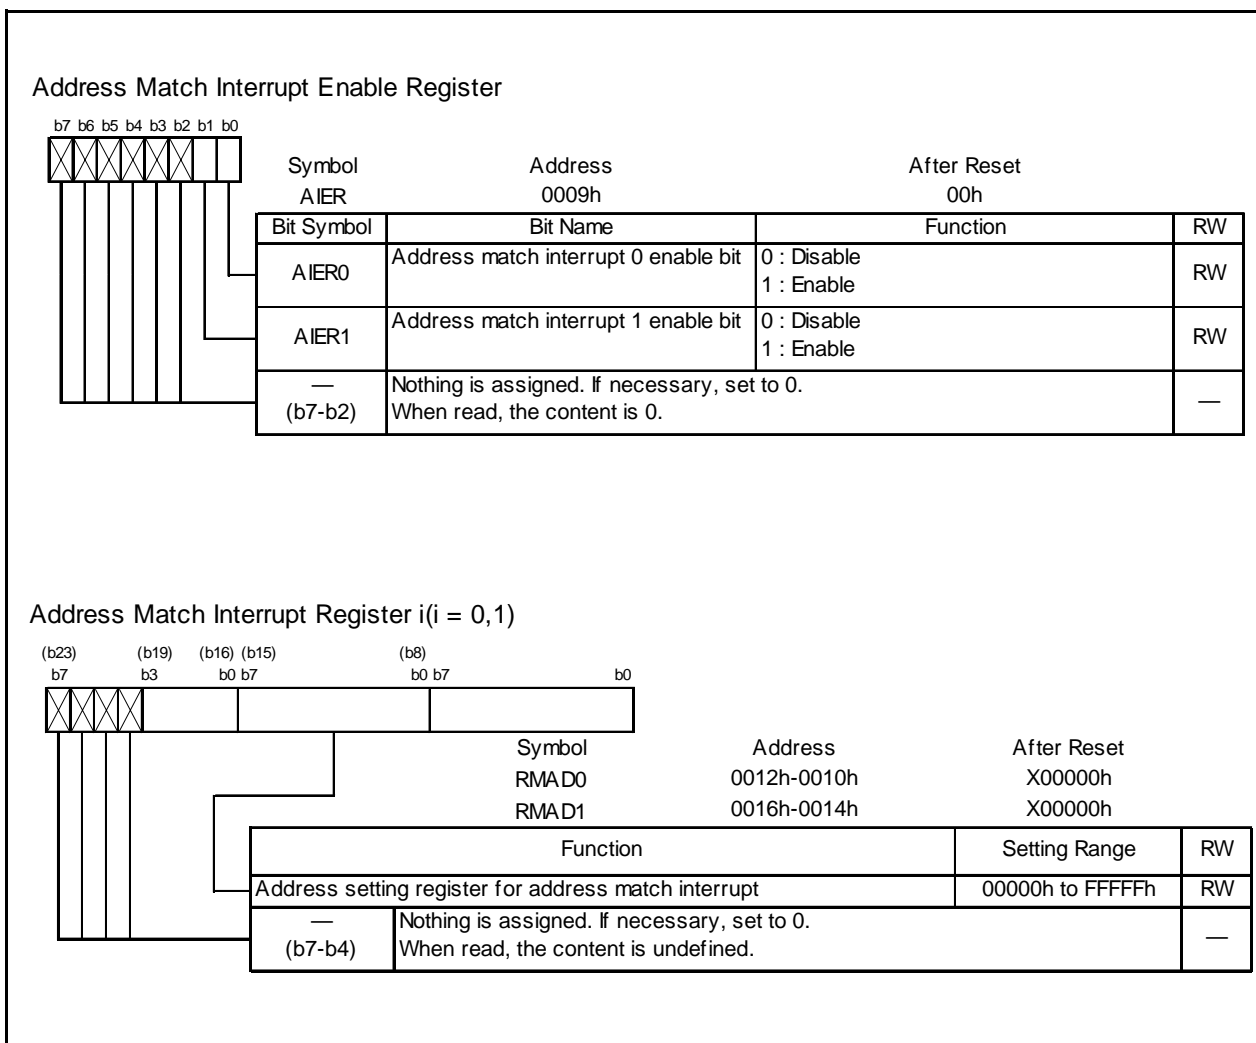 Address Match Interrupt Enable Register
b7 b6 b5 b4 b3 b2 b1 b0
Symbol Address After Reset
AIER 0009h 00h
Bit Symbol Bit Name Function RW
AIER0 Address match interrupt 0 enable bit 0 : Disable RW
1 : Enable
AIER1 Address match interrupt 1 enable bit 0 : Disable RW
1 : Enable
— Nothing is assigned. If necessary, set to 0. —
(b7-b2) When read, the content is 0.
Address Match Interrupt Register i(i = 0,1)
(b23) (b19) (b16) (b15) (b8)
b7 b3 b0 b7 b0 b7 b0
Symbol Address After Reset
RMAD0 0012h-0010h X00000h
RMAD1 0016h-0014h X00000h
Function Setting Range RW
Address setting register for address match interrupt 00000h to FFFFFh RW
— Nothing is assigned. If necessary, set to 0. —
(b7-b4) When read, the content is undefined.